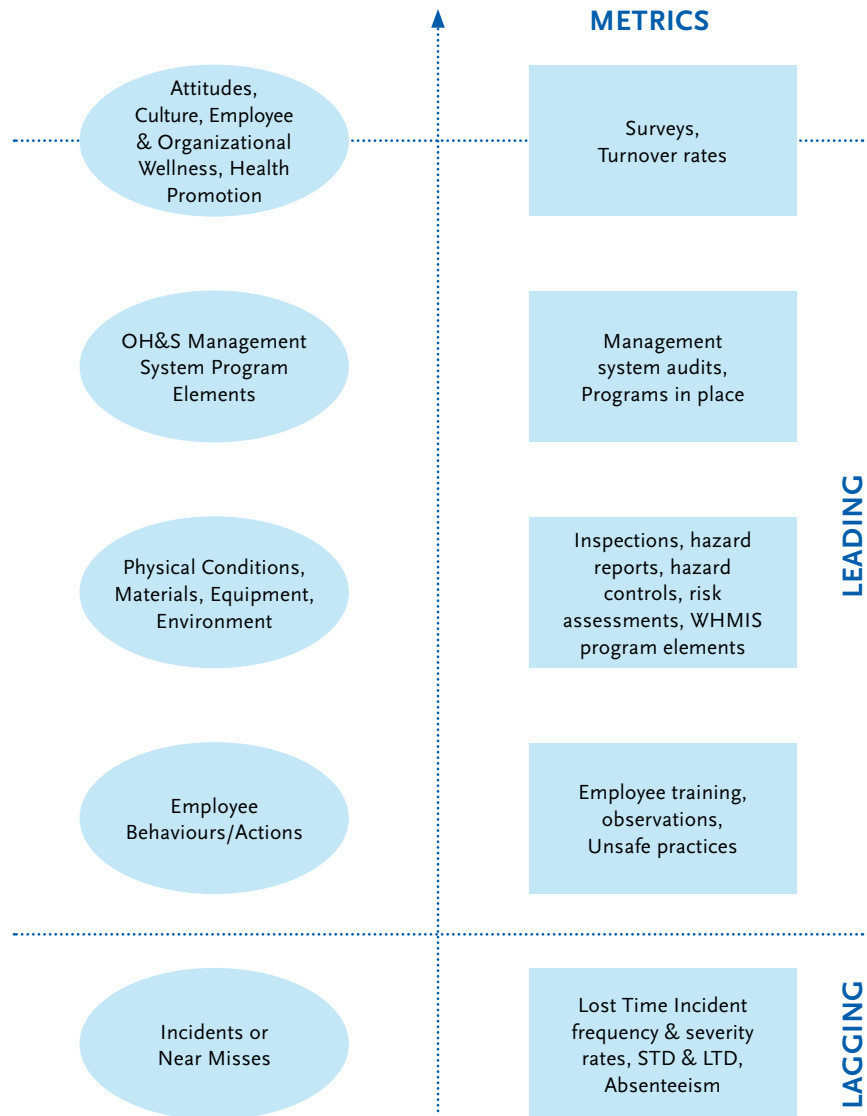 METRICS
Attitudes,
Culture, Employee
& Organizational
Wellness, Health
Promotion
Surveys,
Turnover rates
OH&S Management
System Program
Elements
Management
system audits,
Programs in place
Physical Conditions,
Materials, Equipment,
Environment
Inspections, hazard
reports, hazard
controls, risk
assessments, WHMIS
program elements
LEADING
Employee
Behaviours/Actions
Employee training,
observations,
Unsafe practices
Incidents or
Near Misses
Lost Time Incident
frequency & severity
rates, STD & LTD,
Absenteeism
LAGGING